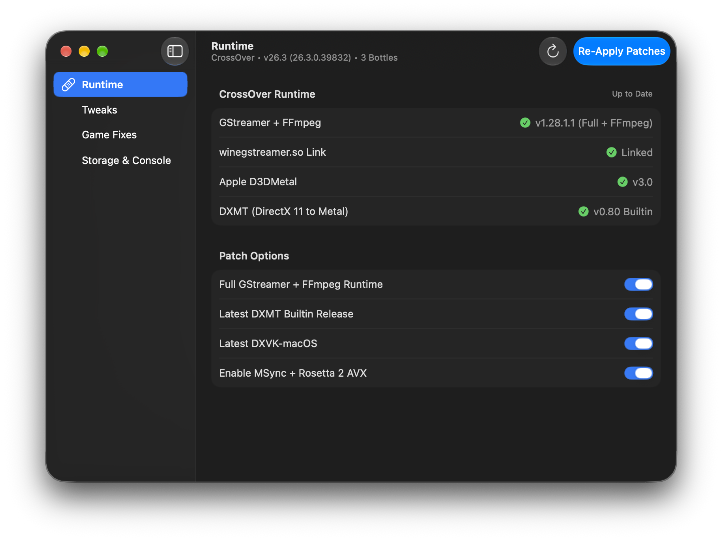 Runtime
CrossOver • v26.3 (26.3.0.39832) • 3 Bottles
Re-Apply Patches
Runtime
Tweaks
Game Fixes
Storage & Console
CrossOver Runtime
Up to Date
GStreamer + FFmpeg
v1.28.1.1 (Full + FFmpeg)
winegstreamer.so Link
Linked
Apple D3DMetal
v3.0
DXMT (DirectX 11 to Metal)
v0.80 Builtin
Patch Options
Full GStreamer + FFmpeg Runtime
Latest DXMT Builtin Release
Latest DXVK-macOS
Enable MSync + Rosetta 2 AVX